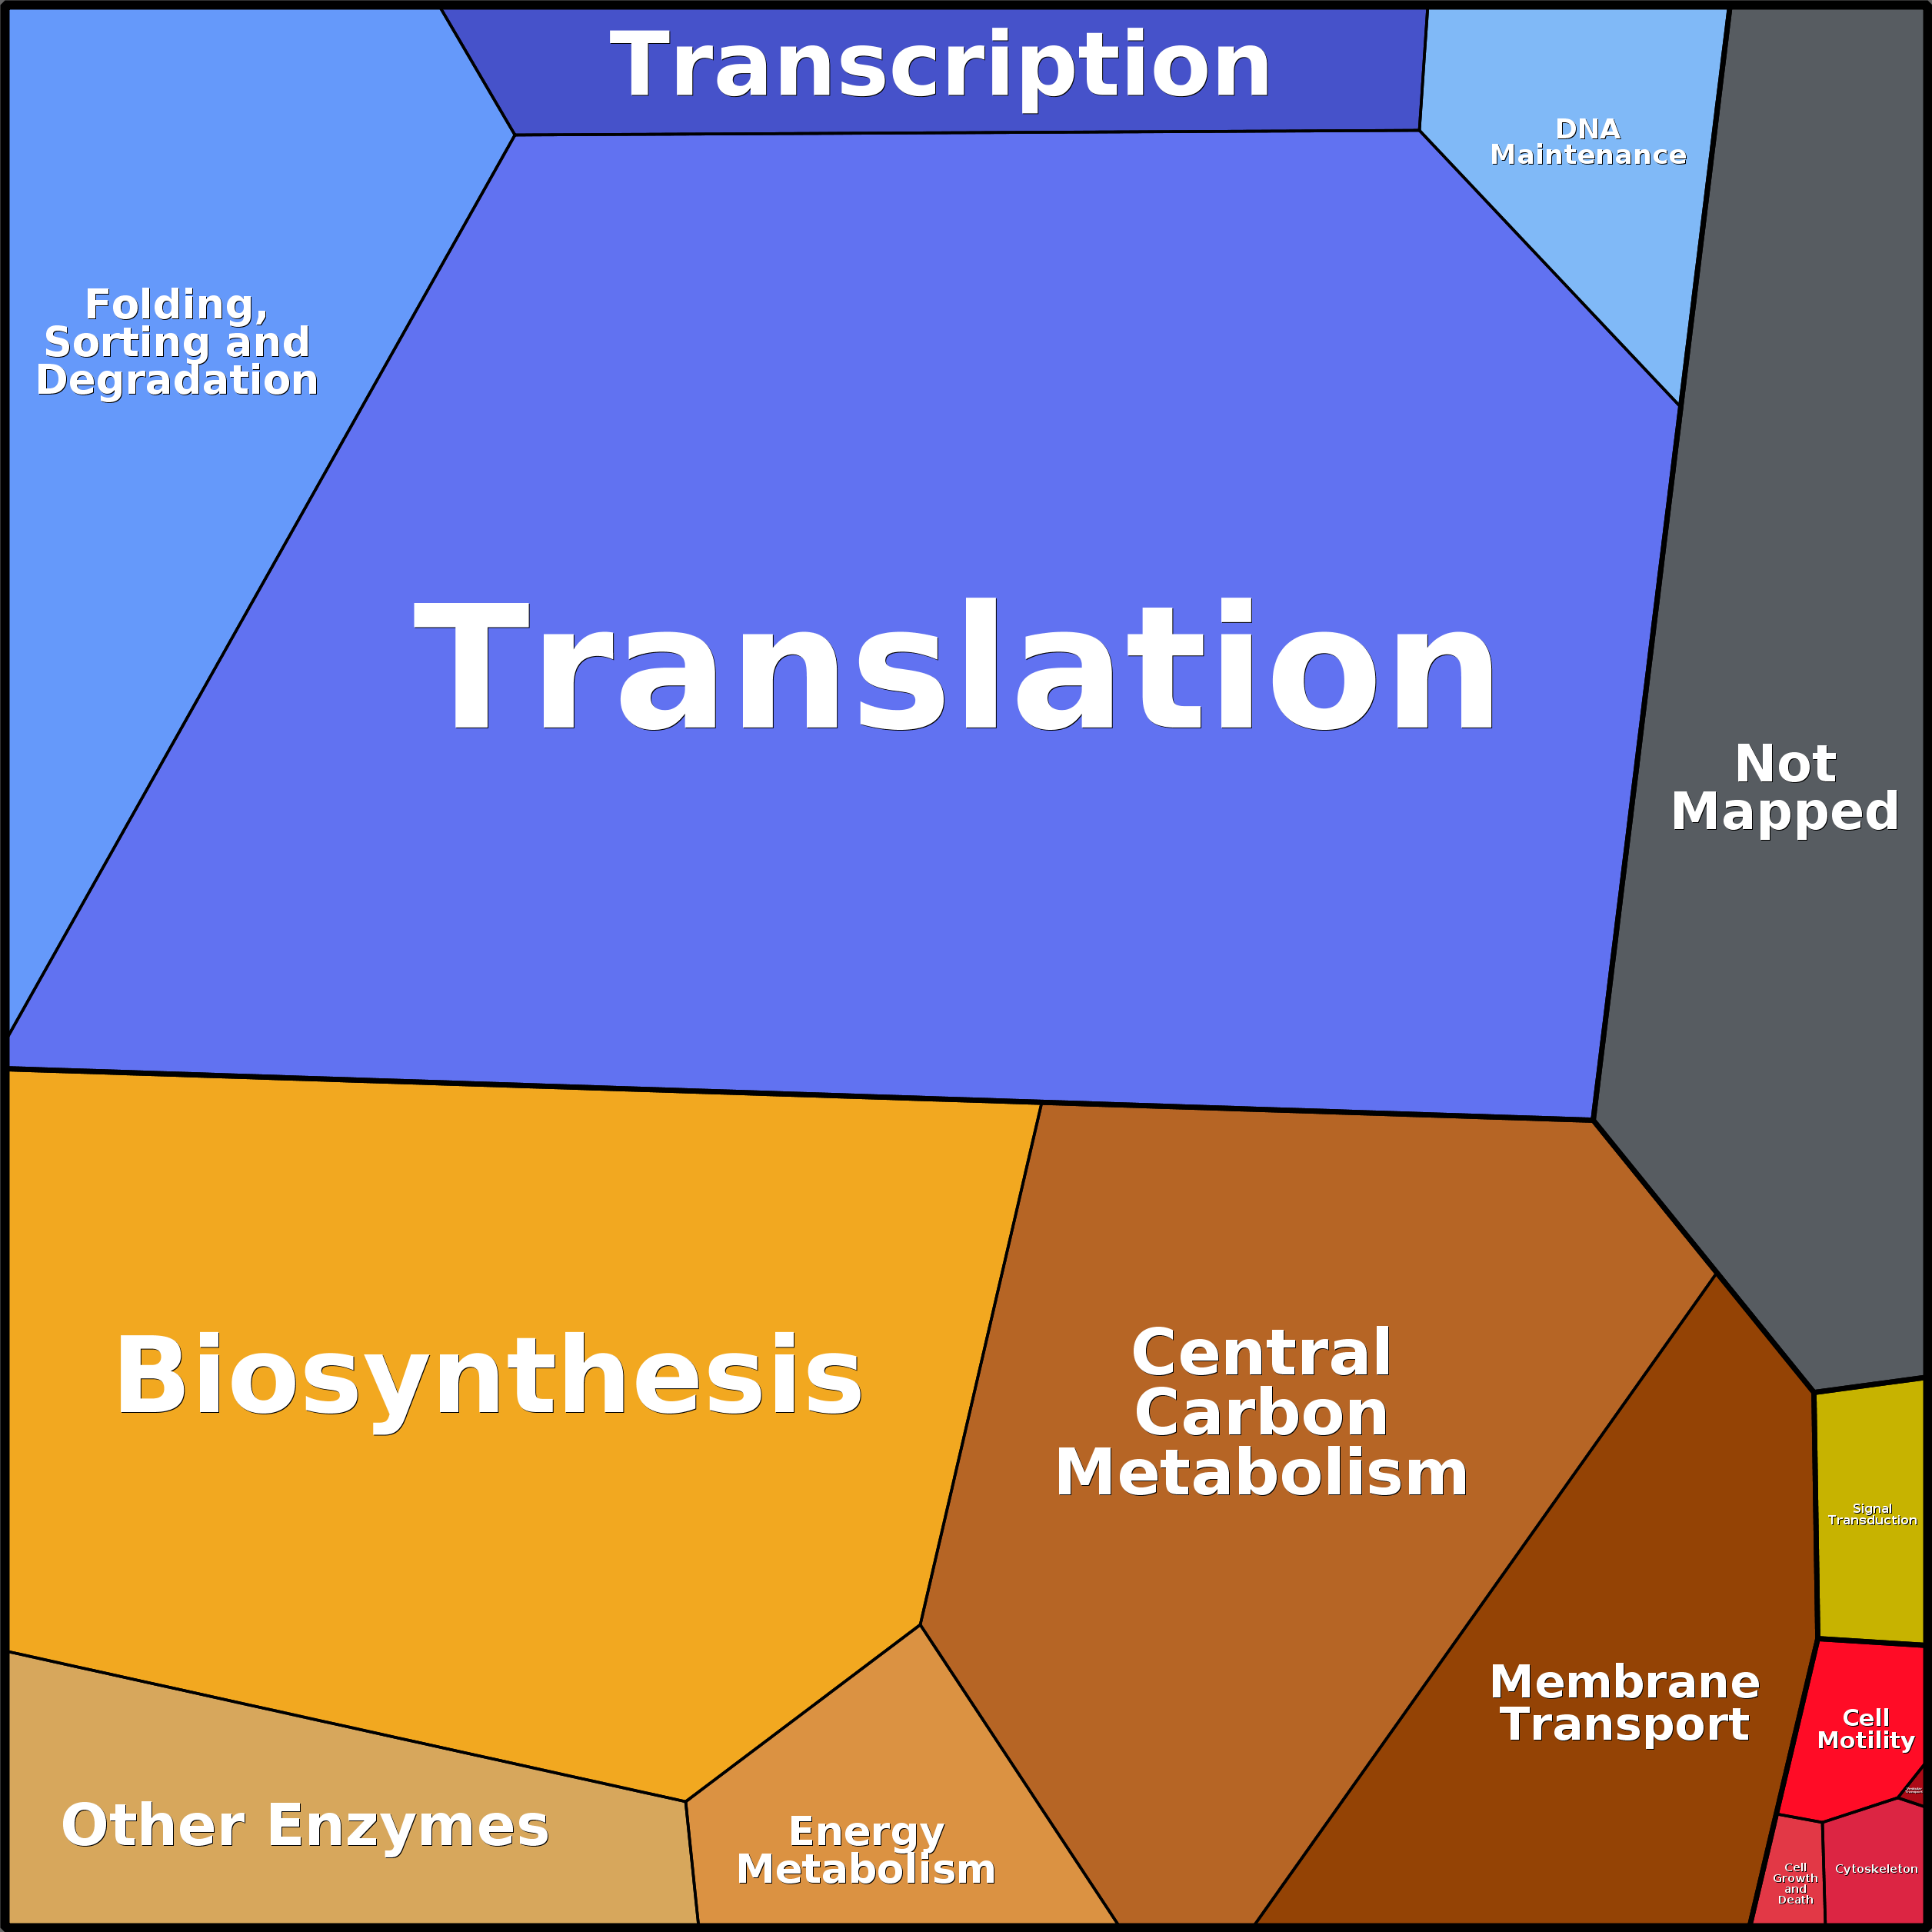 Transcription
DNA
Maintenance
Folding,
Sorting and
Degradation
Translation
Not
Mapped
Biosynthesis
Central
Carbon
Metabolism
Signal
Transduction
Membrane
Transport
Cell
Motility
Other Enzymes
Energy
Metabolism
Cell
Growth
and
Death
Cytoskeleton